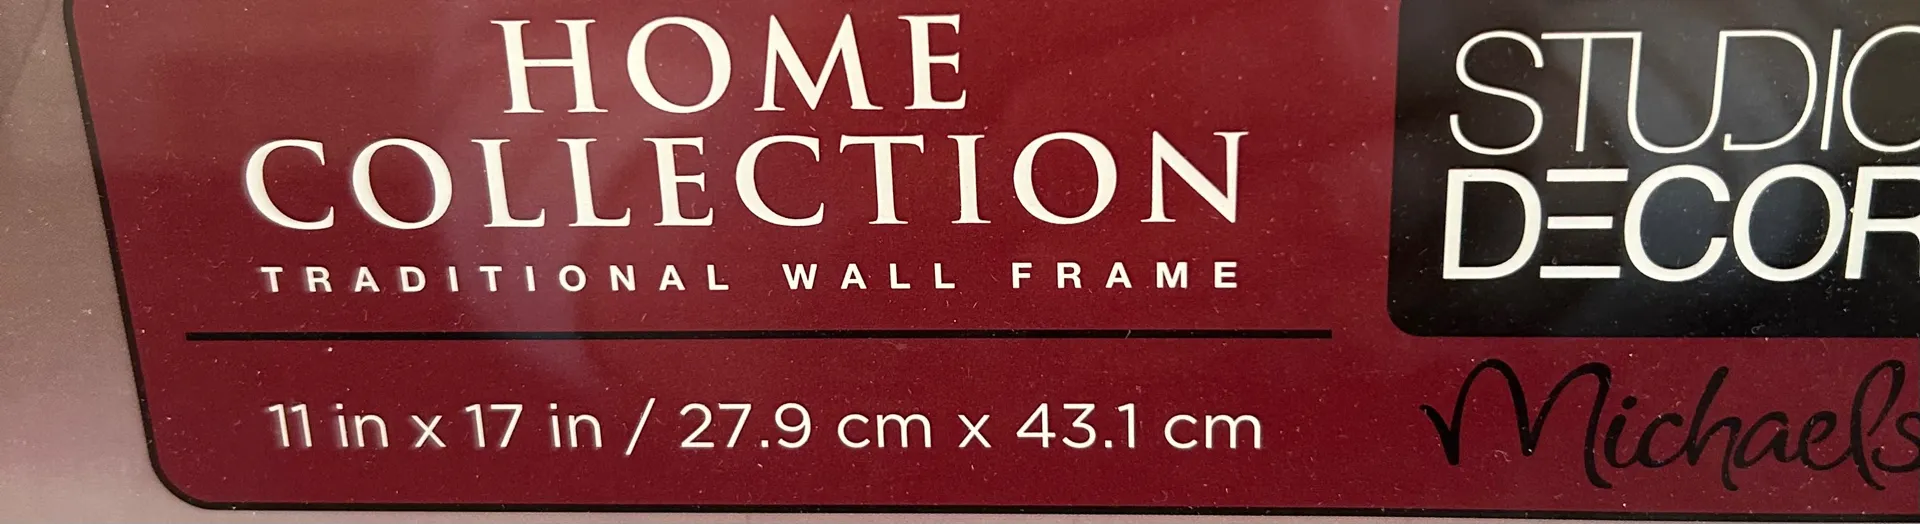 HOME
COLLECTION
TRADITIONAL WALL FRAME
11 in x 17 in / 27.9 cm x 43.1 cm
STUDIO
DECOR
Michaels